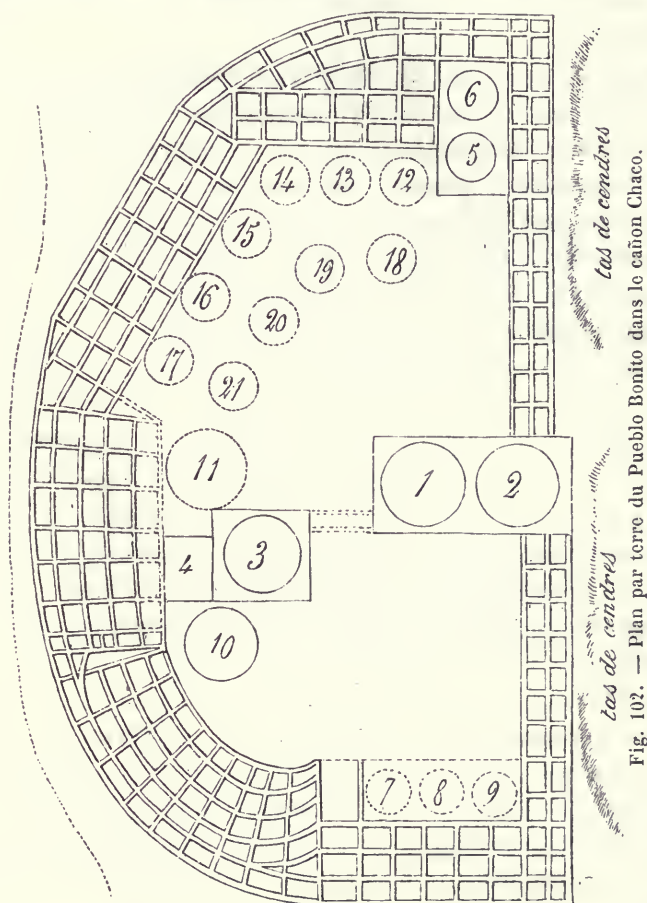 6
5
14 13 12
15
19 18
16
20
17
21
11
1 2
3
4
10
7 8 9
tas de cendres
tas de cendres
Fig. 102. — Plan par terre du Pueblo Bonito dans le cañon Chaco.